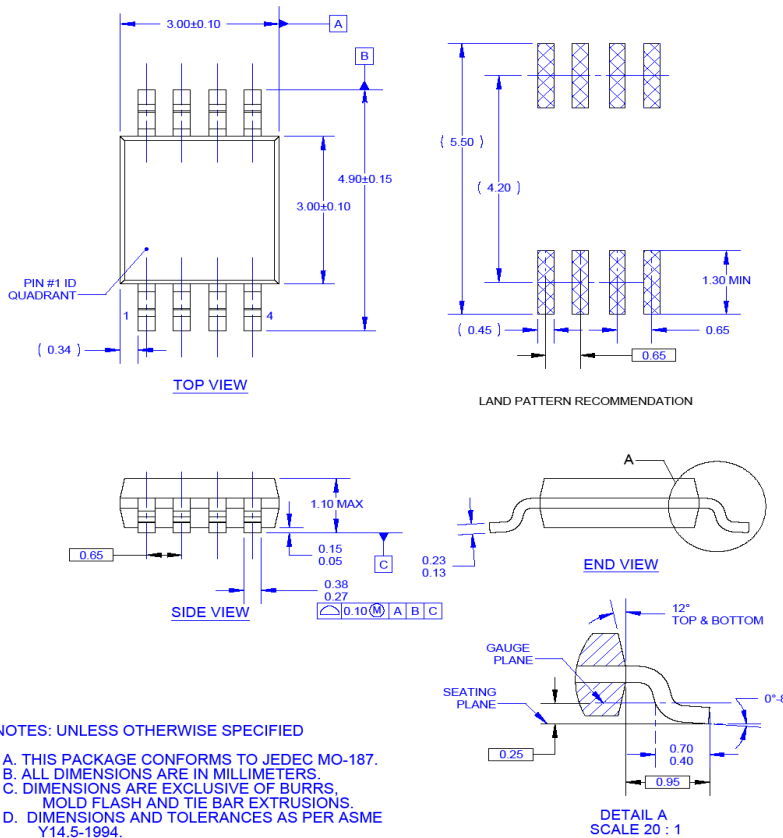 3.00±0.10
A
B
( 5.50 )
( 4.20 )
4.90±0.15
3.00±0.10
PIN #1 ID
QUADRANT
1
4
( 0.34 )
TOP VIEW
1.30 MIN
( 0.45 )
0.65
0.65
LAND PATTERN RECOMMENDATION
1.10 MAX
0.65
0.15
0.05
C
0.38
0.27
0.10 Ⓜ A B C
SIDE VIEW
A
0.23
0.13
END VIEW
12°
TOP & BOTTOM
GAUGE
PLANE
SEATING
PLANE
0.25
0.70
0.40
0.95
DETAIL A
SCALE 20 : 1
NOTES: UNLESS OTHERWISE SPECIFIED
A. THIS PACKAGE CONFORMS TO JEDEC MO-187.
B. ALL DIMENSIONS ARE IN MILLIMETERS.
C. DIMENSIONS ARE EXCLUSIVE OF BURRS,
MOLD FLASH AND TIE BAR EXTRUSIONS.
D. DIMENSIONS AND TOLERANCES AS PER ASME
Y14.5-1994.